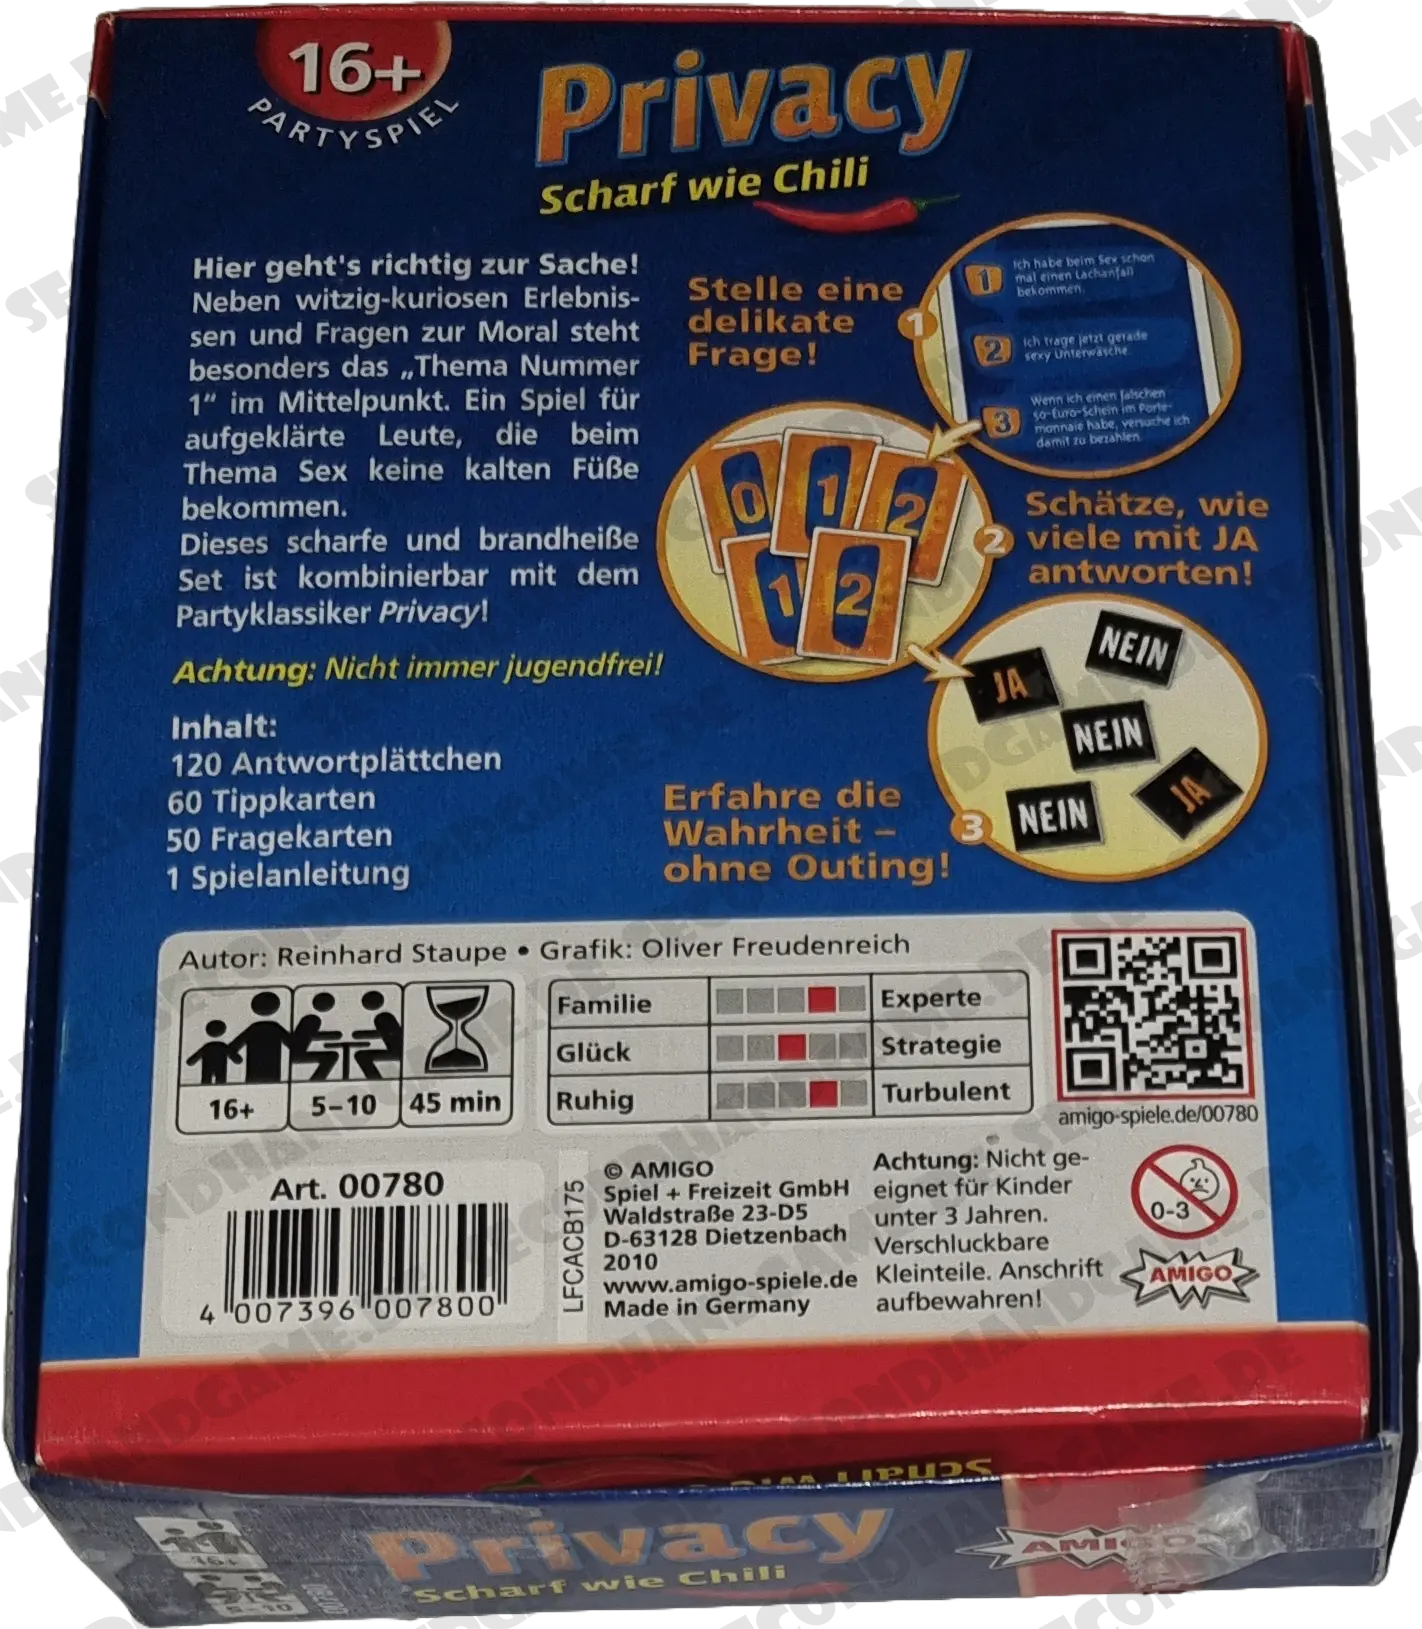 16+
PARTYSPIEL
Privacy
Scharf wie Chili
Hier geht's richtig zur Sache!
Neben witzig-kuriosen Erlebnis-
sen und Fragen zur Moral steht
besonders das „Thema Nummer
1" im Mittelpunkt. Ein Spiel für
aufgeklärte Leute, die beim
Thema Sex keine kalten Füße
bekommen.
Dieses scharfe und brandheiße
Set ist kombinierbar mit dem
Partyklassiker Privacy!
Achtung: Nicht immer jugendfrei!
Inhalt:
120 Antwortplättchen
60 Tippkarten
50 Fragekarten
1 Spielanleitung
Stelle eine
delikate
Frage!
1
1
Ich habe beim Sex schon
mal einen Lachanfall
bekommen.
2
Ich trage jetzt gerade
sexy Unterwäsche.
3
Wenn ich einen falschen
50-Euro-Schein im Porte-
monnaie habe, versuche ich
damit zu bezahlen.
0 1 2
1 2
2
Schätze, wie
viele mit JA
antworten!
NEIN
JA
NEIN
NEIN
JA
3
Erfahre die
Wahrheit –
ohne Outing!
Autor: Reinhard Staupe • Grafik: Oliver Freudenreich
16+ 5–10 45 min
Familie Experte
Glück Strategie
Ruhig Turbulent
amigo-spiele.de/00780
Art. 00780
4 007396 007800
LFCACB175
© AMIGO
Spiel + Freizeit GmbH
Waldstraße 23-D5
D-63128 Dietzenbach
2010
www.amigo-spiele.de
Made in Germany
Achtung: Nicht ge-
eignet für Kinder
unter 3 Jahren.
Verschluckbare
Kleinteile. Anschrift
aufbewahren!
0-3
AMIGO
Scharf wie
Privacy
Scharf wie Chili
AMIGO
16+
5-10
SECONDHANDGAME.DE